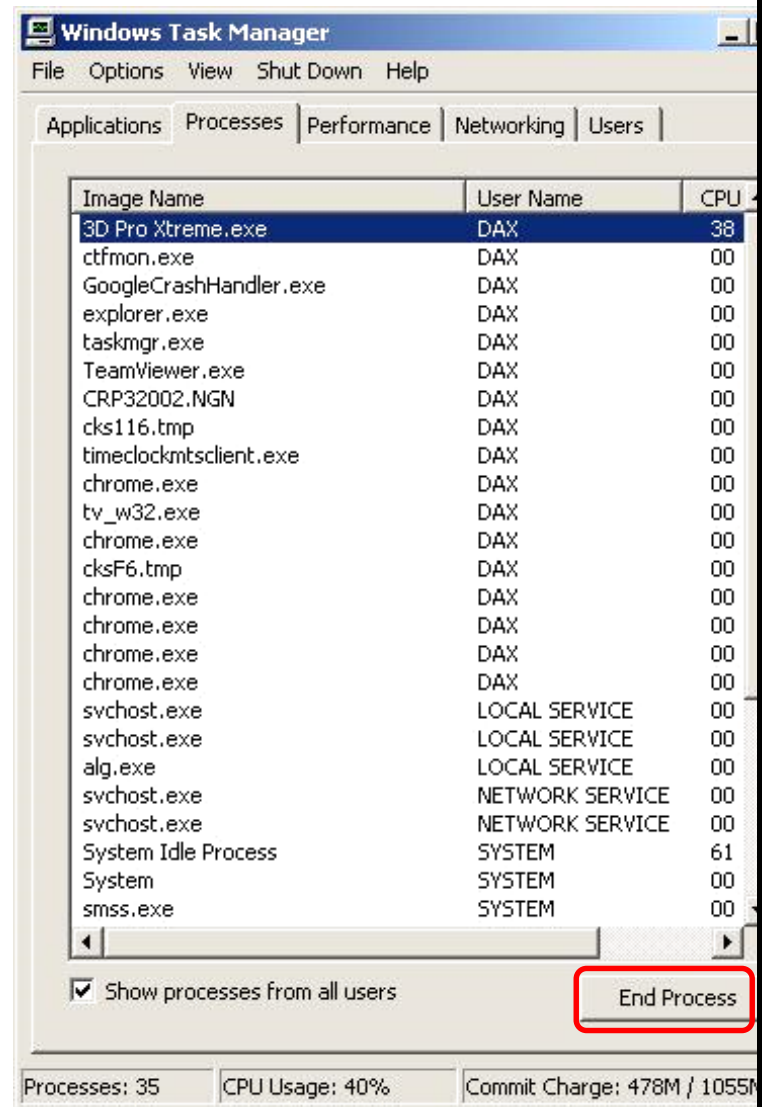 Windows Task Manager
File Options View Shut Down Help
Applications Processes Performance Networking Users
Image Name User Name CPU
3D Pro Xtreme.exe DAX 38
ctfmon.exe DAX 00
GoogleCrashHandler.exe DAX 00
explorer.exe DAX 00
taskmgr.exe DAX 00
TeamViewer.exe DAX 00
CRP32002.NGN DAX 00
cks116.tmp DAX 00
timeclockmtsclient.exe DAX 00
chrome.exe DAX 00
tv_w32.exe DAX 00
chrome.exe DAX 00
cksF6.tmp DAX 00
chrome.exe DAX 00
chrome.exe DAX 00
chrome.exe DAX 00
chrome.exe DAX 00
svchost.exe LOCAL SERVICE 00
svchost.exe LOCAL SERVICE 00
alg.exe LOCAL SERVICE 00
svchost.exe NETWORK SERVICE 00
svchost.exe NETWORK SERVICE 00
System Idle Process SYSTEM 61
System SYSTEM 00
smss.exe SYSTEM 00
Show processes from all users End Process
Processes: 35 CPU Usage: 40% Commit Charge: 478M / 1055M